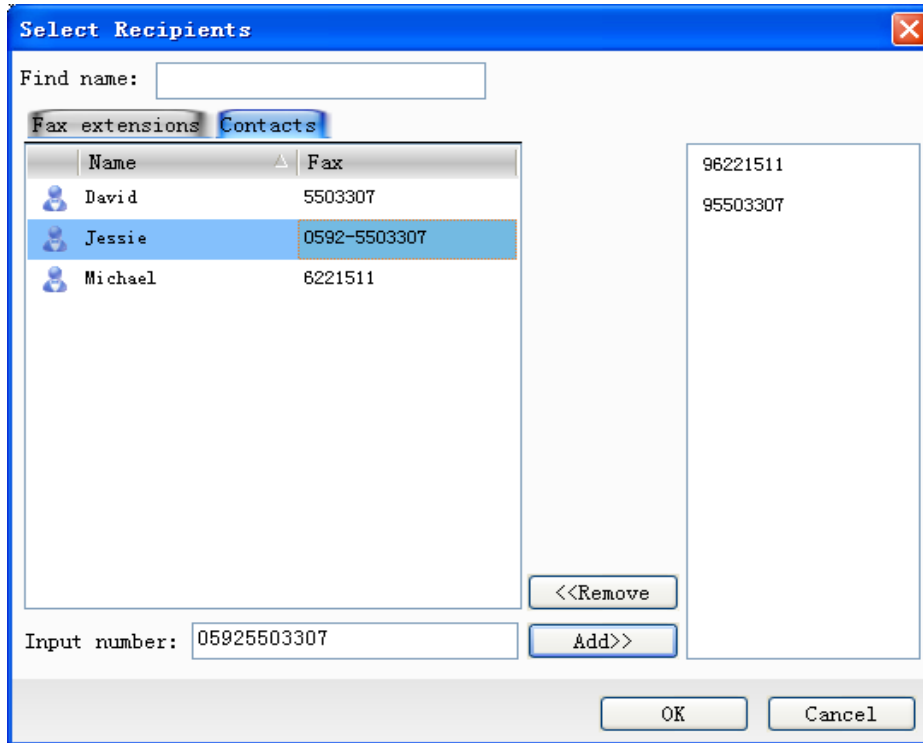 Select Recipients
Find name:
Fax extensions Contacts
Name Fax
David 5503307
Jessie 0592-5503307
Michael 6221511
96221511
95503307
<<Remove
Input number: 05925503307 Add>>
OK Cancel